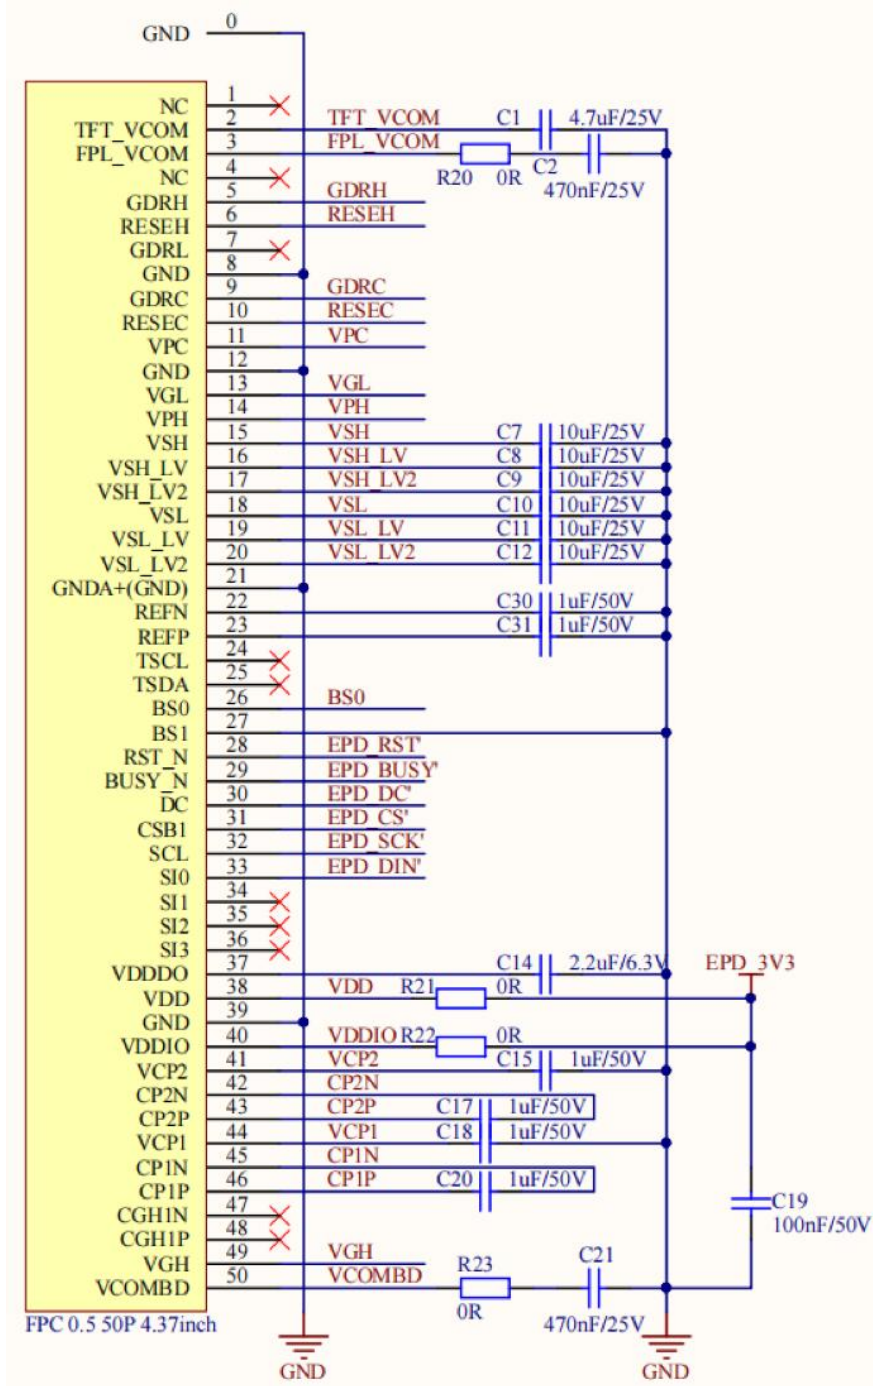 GND 0
NC 1
TFT_VCOM 2 TFT_VCOM C1 4.7uF/25V
FPL_VCOM 3 FPL_VCOM R20 0R C2 470nF/25V
NC 4
GDRH 5 GDRH
RESEH 6 RESEH
GDRL 7
GND 8
GDRC 9 GDRC
RESEC 10 RESEC
VPC 11 VPC
GND 12
VGL 13 VGL
VPH 14 VPH
VSH 15 VSH C7 10uF/25V
VSH_LV 16 VSH_LV C8 10uF/25V
VSH_LV2 17 VSH_LV2 C9 10uF/25V
VSL 18 VSL C10 10uF/25V
VSL_LV 19 VSL_LV C11 10uF/25V
VSL_LV2 20 VSL_LV2 C12 10uF/25V
GNDA+(GND) 21
REFN 22 C30 1uF/50V
REFP 23 C31 1uF/50V
TSCL 24
TSDA 25
BS0 26 BS0
BS1 27
RST_N 28 EPD_RST'
BUSY_N 29 EPD_BUSY'
DC 30 EPD_DC'
CSB1 31 EPD_CS'
SCL 32 EPD_SCK'
SI0 33 EPD_DIN'
SI1 34
SI2 35
SI3 36
VDDDO 37 C14 2.2uF/6.3V EPD_3V3
VDD 38 VDD R21 0R
GND 39
VDDIO 40 VDDIO R22 0R
VCP2 41 VCP2 C15 1uF/50V
CP2N 42 CP2N
CP2P 43 CP2P C17 1uF/50V
VCP1 44 VCP1 C18 1uF/50V
CP1N 45 CP1N
CP1P 46 CP1P C20 1uF/50V
CGH1N 47
C19
100nF/50V
CGH1P 48
VGH 49 VGH
VCOMBD 50 VCOMBD R23 0R C21 470nF/25V
FPC 0.5 50P 4.37inch
GND
GND